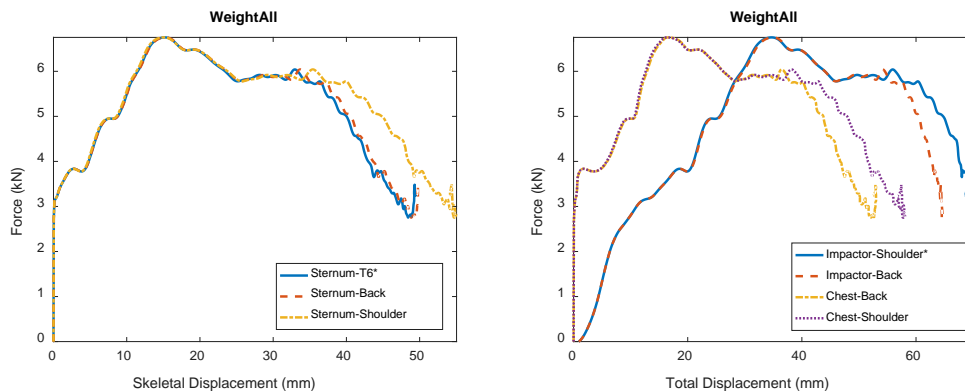 WeightAll
6
5
4
3
2
1
0
Force (kN)
0 10 20 30 40 50
Skeletal Displacement (mm)
Sternum-T6*
Sternum-Back
Sternum-Shoulder
WeightAll
6
5
4
3
2
1
0
Force (kN)
0 20 40 60
Total Displacement (mm)
Impactor-Shoulder*
Impactor-Back
Chest-Back
Chest-Shoulder